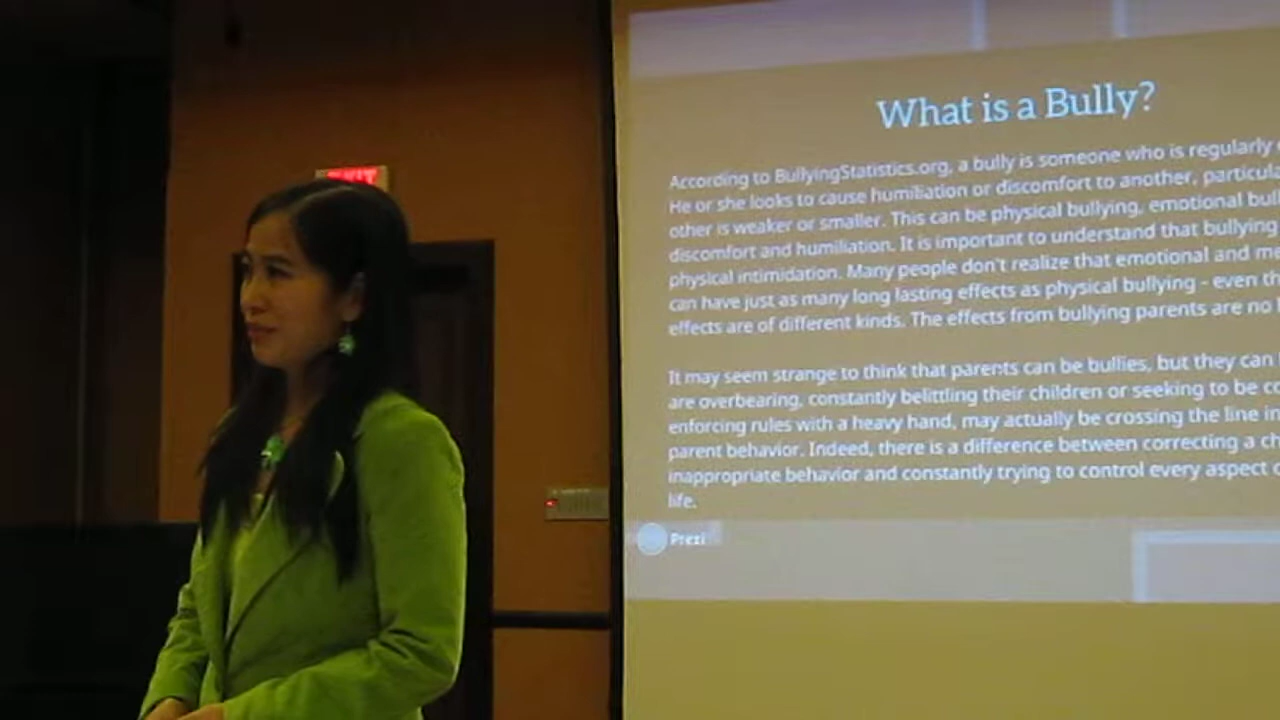 EXIT
What is a Bully?
According to BullyingStatistics.org, a bully is someone who is regularly
He or she looks to cause humiliation or discomfort to another,
other is weaker or smaller. This can be physical bullying, emotional
discomfort and humiliation. It is important to understand that bullying
physical intimidation. Many people don't realize that emotional and
can have just as many long lasting effects as physical bullying - even
effects are of different kinds. The effects from bullying parents are no
It may seem strange to think that parents can be bullies, but they can
are overbearing, constantly belittling their children or seeking to be
enforcing rules with a heavy hand, may actually be crossing the line
parent behavior. Indeed, there is a difference between correcting a
inappropriate behavior and constantly trying to control every aspect
life.
Prezi